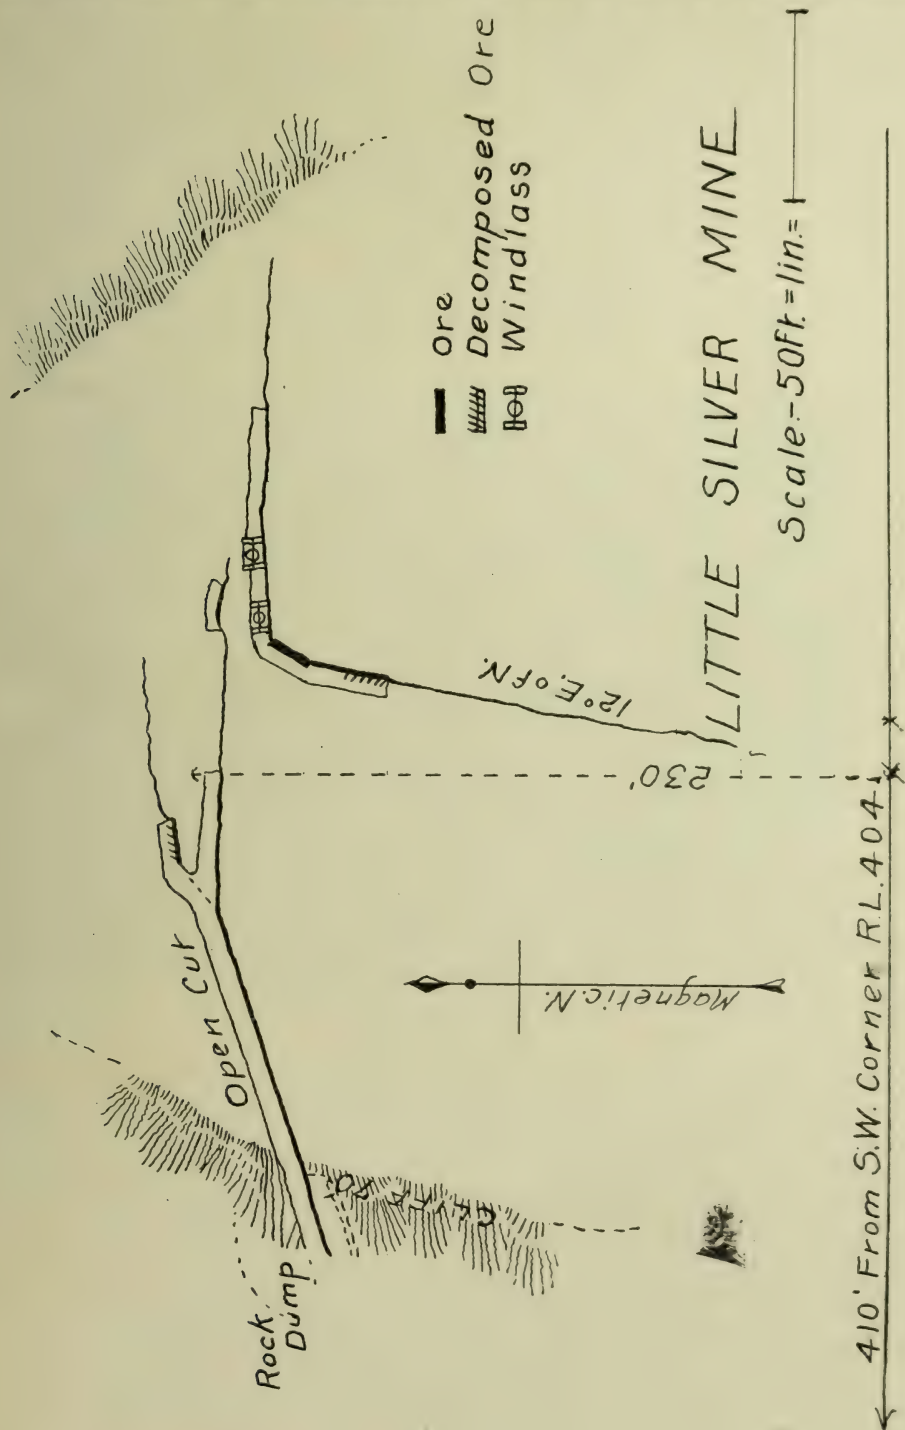 Ore
Decomposed Ore
Windlass
Open Cut
Rock
Dump
12° E. of N.
230'
Magnetic. N.
LITTLE SILVER MINE
Scale:-50ft. = 1in. =
410' From S.W. Corner R.L. 404